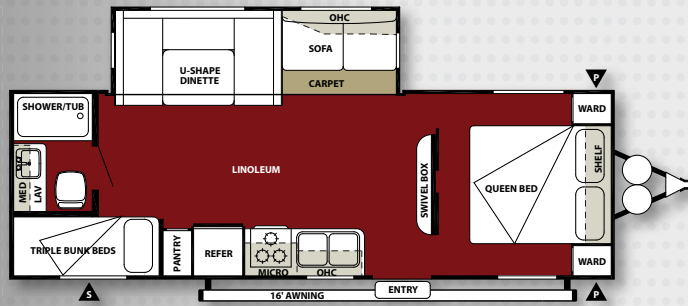 OHC
SOFA
U-SHAPE
DINETTE
CARPET
P
SHOWER/TUB
WARD
LINOLEUM
MED
LAV
SWIVEL BOX
QUEEN BED
SHELF
TRIPLE BUNK BEDS
PANTRY
REFER
MICRO
OHC
WARD
ENTRY
S
16' AWNING
P